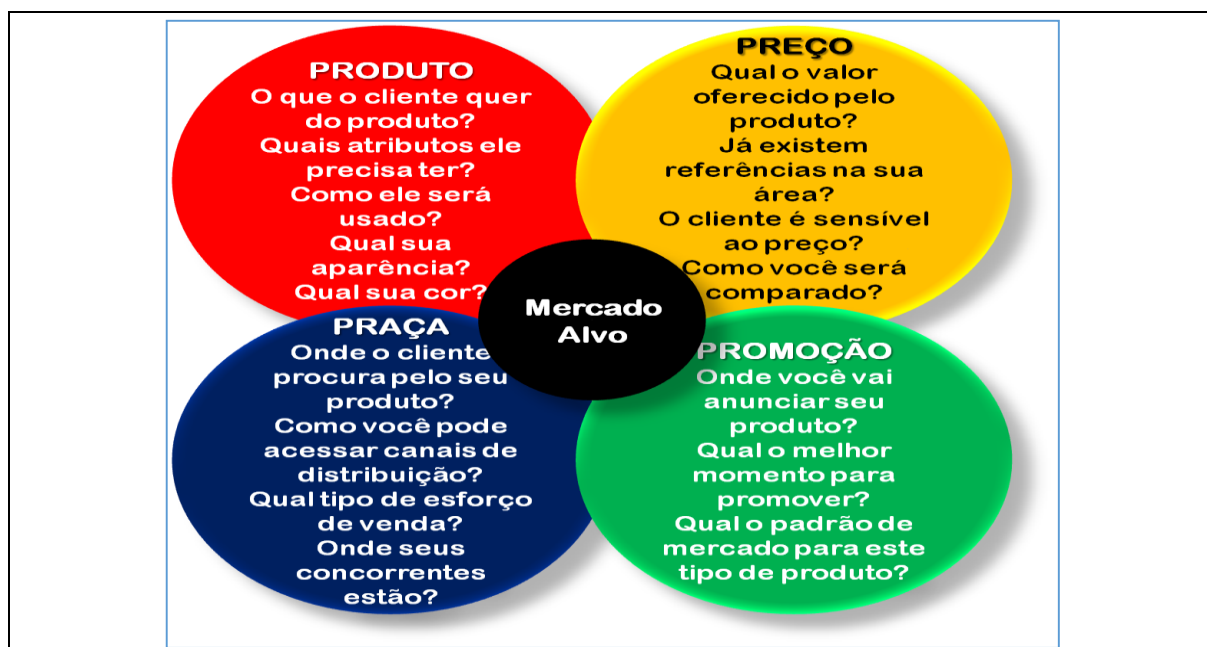 PRODUTO
O que o cliente quer
do produto?
Quais atributos ele
precisa ter?
Como ele será
usado?
Qual sua
aparência?
Qual sua cor?
PREÇO
Qual o valor
oferecido pelo
produto?
Já existem
referências na sua
área?
O cliente é sensível
ao preço?
Como você será
comparado?
Mercado
Alvo
PRAÇA
Onde o cliente
procura pelo seu
produto?
Como você pode
acessar canais de
distribuição?
Qual tipo de esforço
de venda?
Onde seus
concorrentes
estão?
PROMOÇÃO
Onde você vai
anunciar seu
produto?
Qual o melhor
momento para
promover?
Qual o padrão de
mercado para este
tipo de produto?